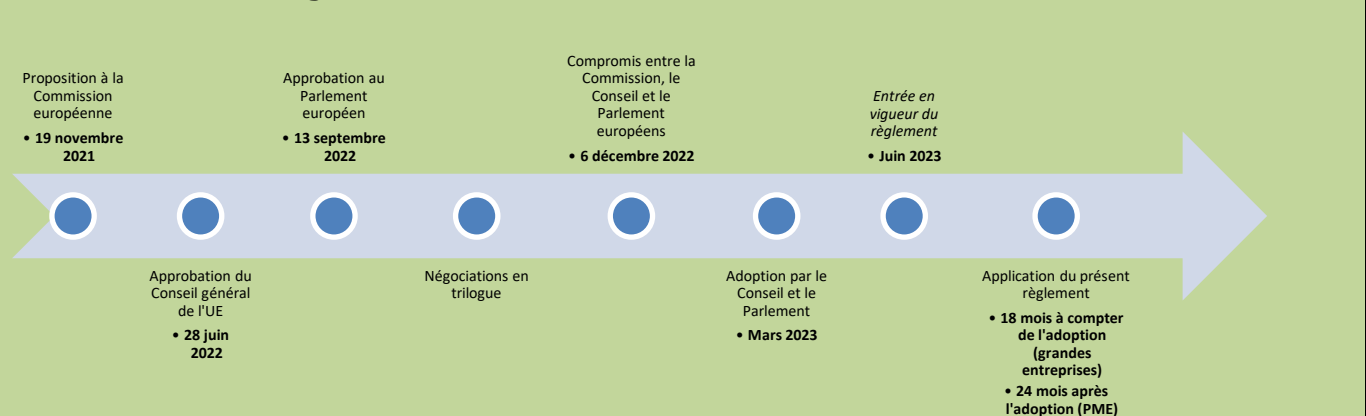 Proposition à la
Commission
européenne
• 19 novembre
2021
Approbation du
Conseil général
de l'UE
• 28 juin
2022
Approbation au
Parlement
européen
• 13 septembre
2022
Négociations en
trilogue
Compromis entre la
Commission, le
Conseil et le
Parlement
européens
• 6 décembre 2022
Adoption par le
Conseil et le
Parlement
• Mars 2023
Entrée en
vigueur du
règlement
• Juin 2023
Application du présent
règlement
• 18 mois à compter
de l'adoption
(grandes
entreprises)
• 24 mois après
l'adoption (PME)